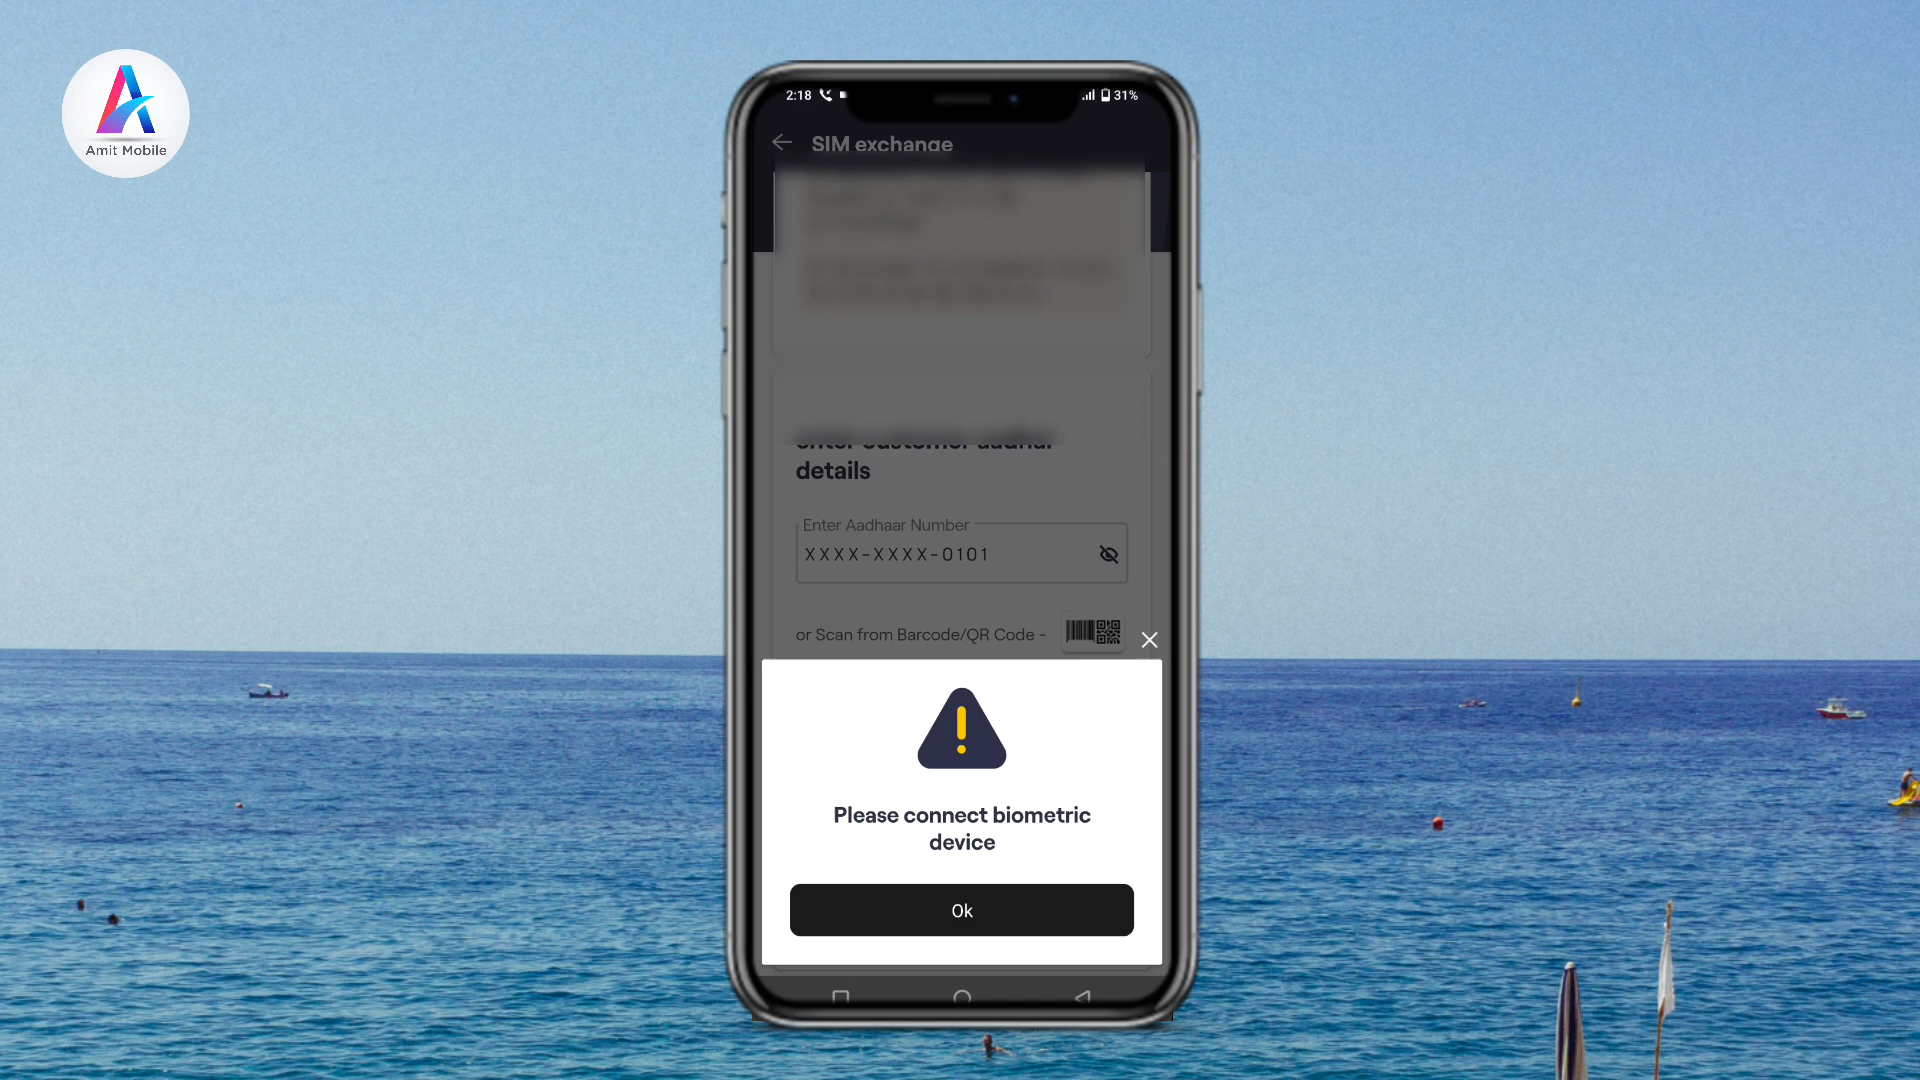 Amit Mobile
2:18
31%
SIM exchange
enter customer aadhar
details
Enter Aadhaar Number
XXXX-XXXX-0101
or Scan from Barcode/QR Code -
Please connect biometric
device
Ok